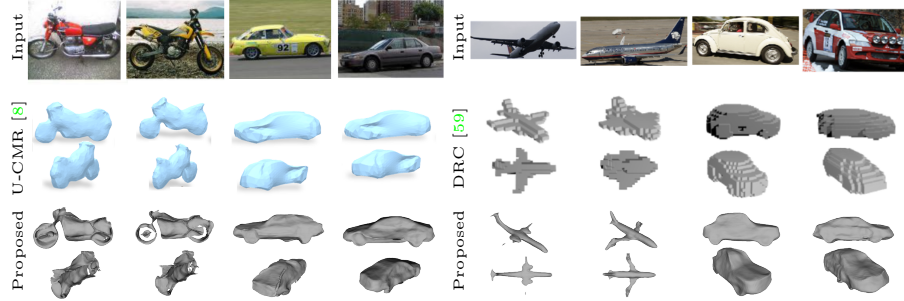 Input
U-CMR [8]
Proposed
92
Input
DRC [59]
Proposed